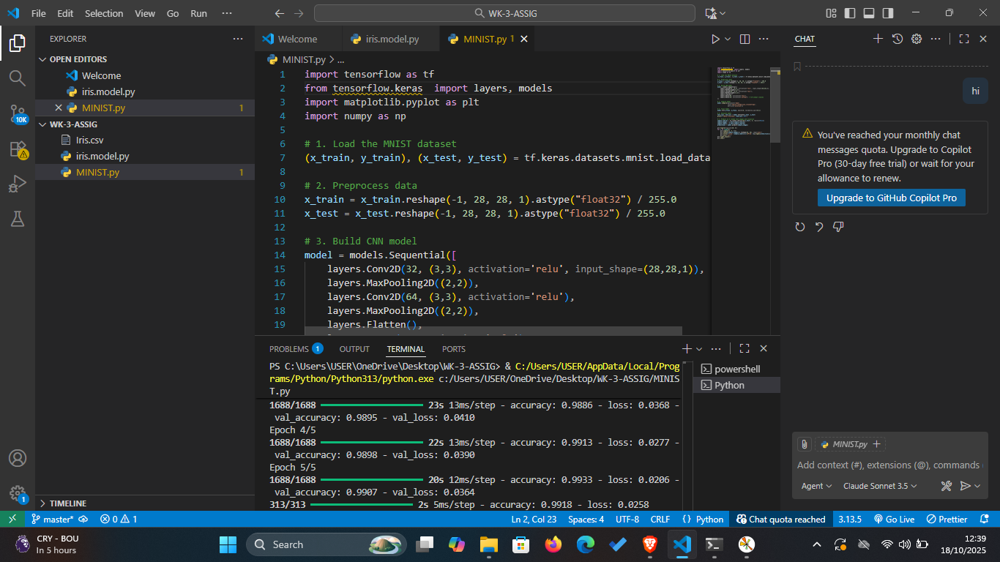 File Edit Selection View Go Run ···
WK-3-ASSIG
EXPLORER
OPEN EDITORS
Welcome
iris.model.py
MINIST.py 1
WK-3-ASSIG
Iris.csv
iris.model.py
MINIST.py 1
TIMELINE
10K
1
Welcome
iris.model.py
MINIST.py 1
MINIST.py > ...
1 import tensorflow as tf
2 from tensorflow.keras  import layers, models
3 import matplotlib.pyplot as plt
4 import numpy as np
5
6 # 1. Load the MNIST dataset
7 (x_train, y_train), (x_test, y_test) = tf.keras.datasets.mnist.load_data
8
9 # 2. Preprocess data
10 x_train = x_train.reshape(-1, 28, 28, 1).astype("float32") / 255.0
11 x_test = x_test.reshape(-1, 28, 28, 1).astype("float32") / 255.0
12
13 # 3. Build CNN model
14 model = models.Sequential([
15 layers.Conv2D(32, (3,3), activation='relu', input_shape=(28,28,1)),
16 layers.MaxPooling2D((2,2)),
17 layers.Conv2D(64, (3,3), activation='relu'),
18 layers.MaxPooling2D((2,2)),
19 layers.Flatten(),
PROBLEMS 1 OUTPUT TERMINAL PORTS
PS C:\Users\USER\OneDrive\Desktop\WK-3-ASSIG> & C:/Users/USER/AppData/Local/Prog
rams/Python/Python313/python.exe c:/Users/USER/OneDrive/Desktop/WK-3-ASSIG/MINIS
T.py
1688/1688 23s 13ms/step - accuracy: 0.9886 - loss: 0.0368 -
val_accuracy: 0.9895 - val_loss: 0.0410
Epoch 4/5
1688/1688 22s 13ms/step - accuracy: 0.9913 - loss: 0.0277 -
val_accuracy: 0.9898 - val_loss: 0.0390
Epoch 5/5
1688/1688 20s 12ms/step - accuracy: 0.9933 - loss: 0.0206 -
val_accuracy: 0.9907 - val_loss: 0.0364
313/313 2s 5ms/step - accuracy: 0.9918 - loss: 0.0258
powershell
Python
CHAT
hi
You've reached your monthly chat
messages quota. Upgrade to Copilot
Pro (30-day free trial) or wait for your
allowance to renew.
Upgrade to GitHub Copilot Pro
MINIST.py
Add context (#), extensions (@), commands
Agent Claude Sonnet 3.5
master* 0 1 Ln 2, Col 23 Spaces: 4 UTF-8 CRLF {} Python Chat quota reached 3.13.5 Go Live Prettier
CRY - BOU
In 5 hours
Search
12:39
18/10/2025